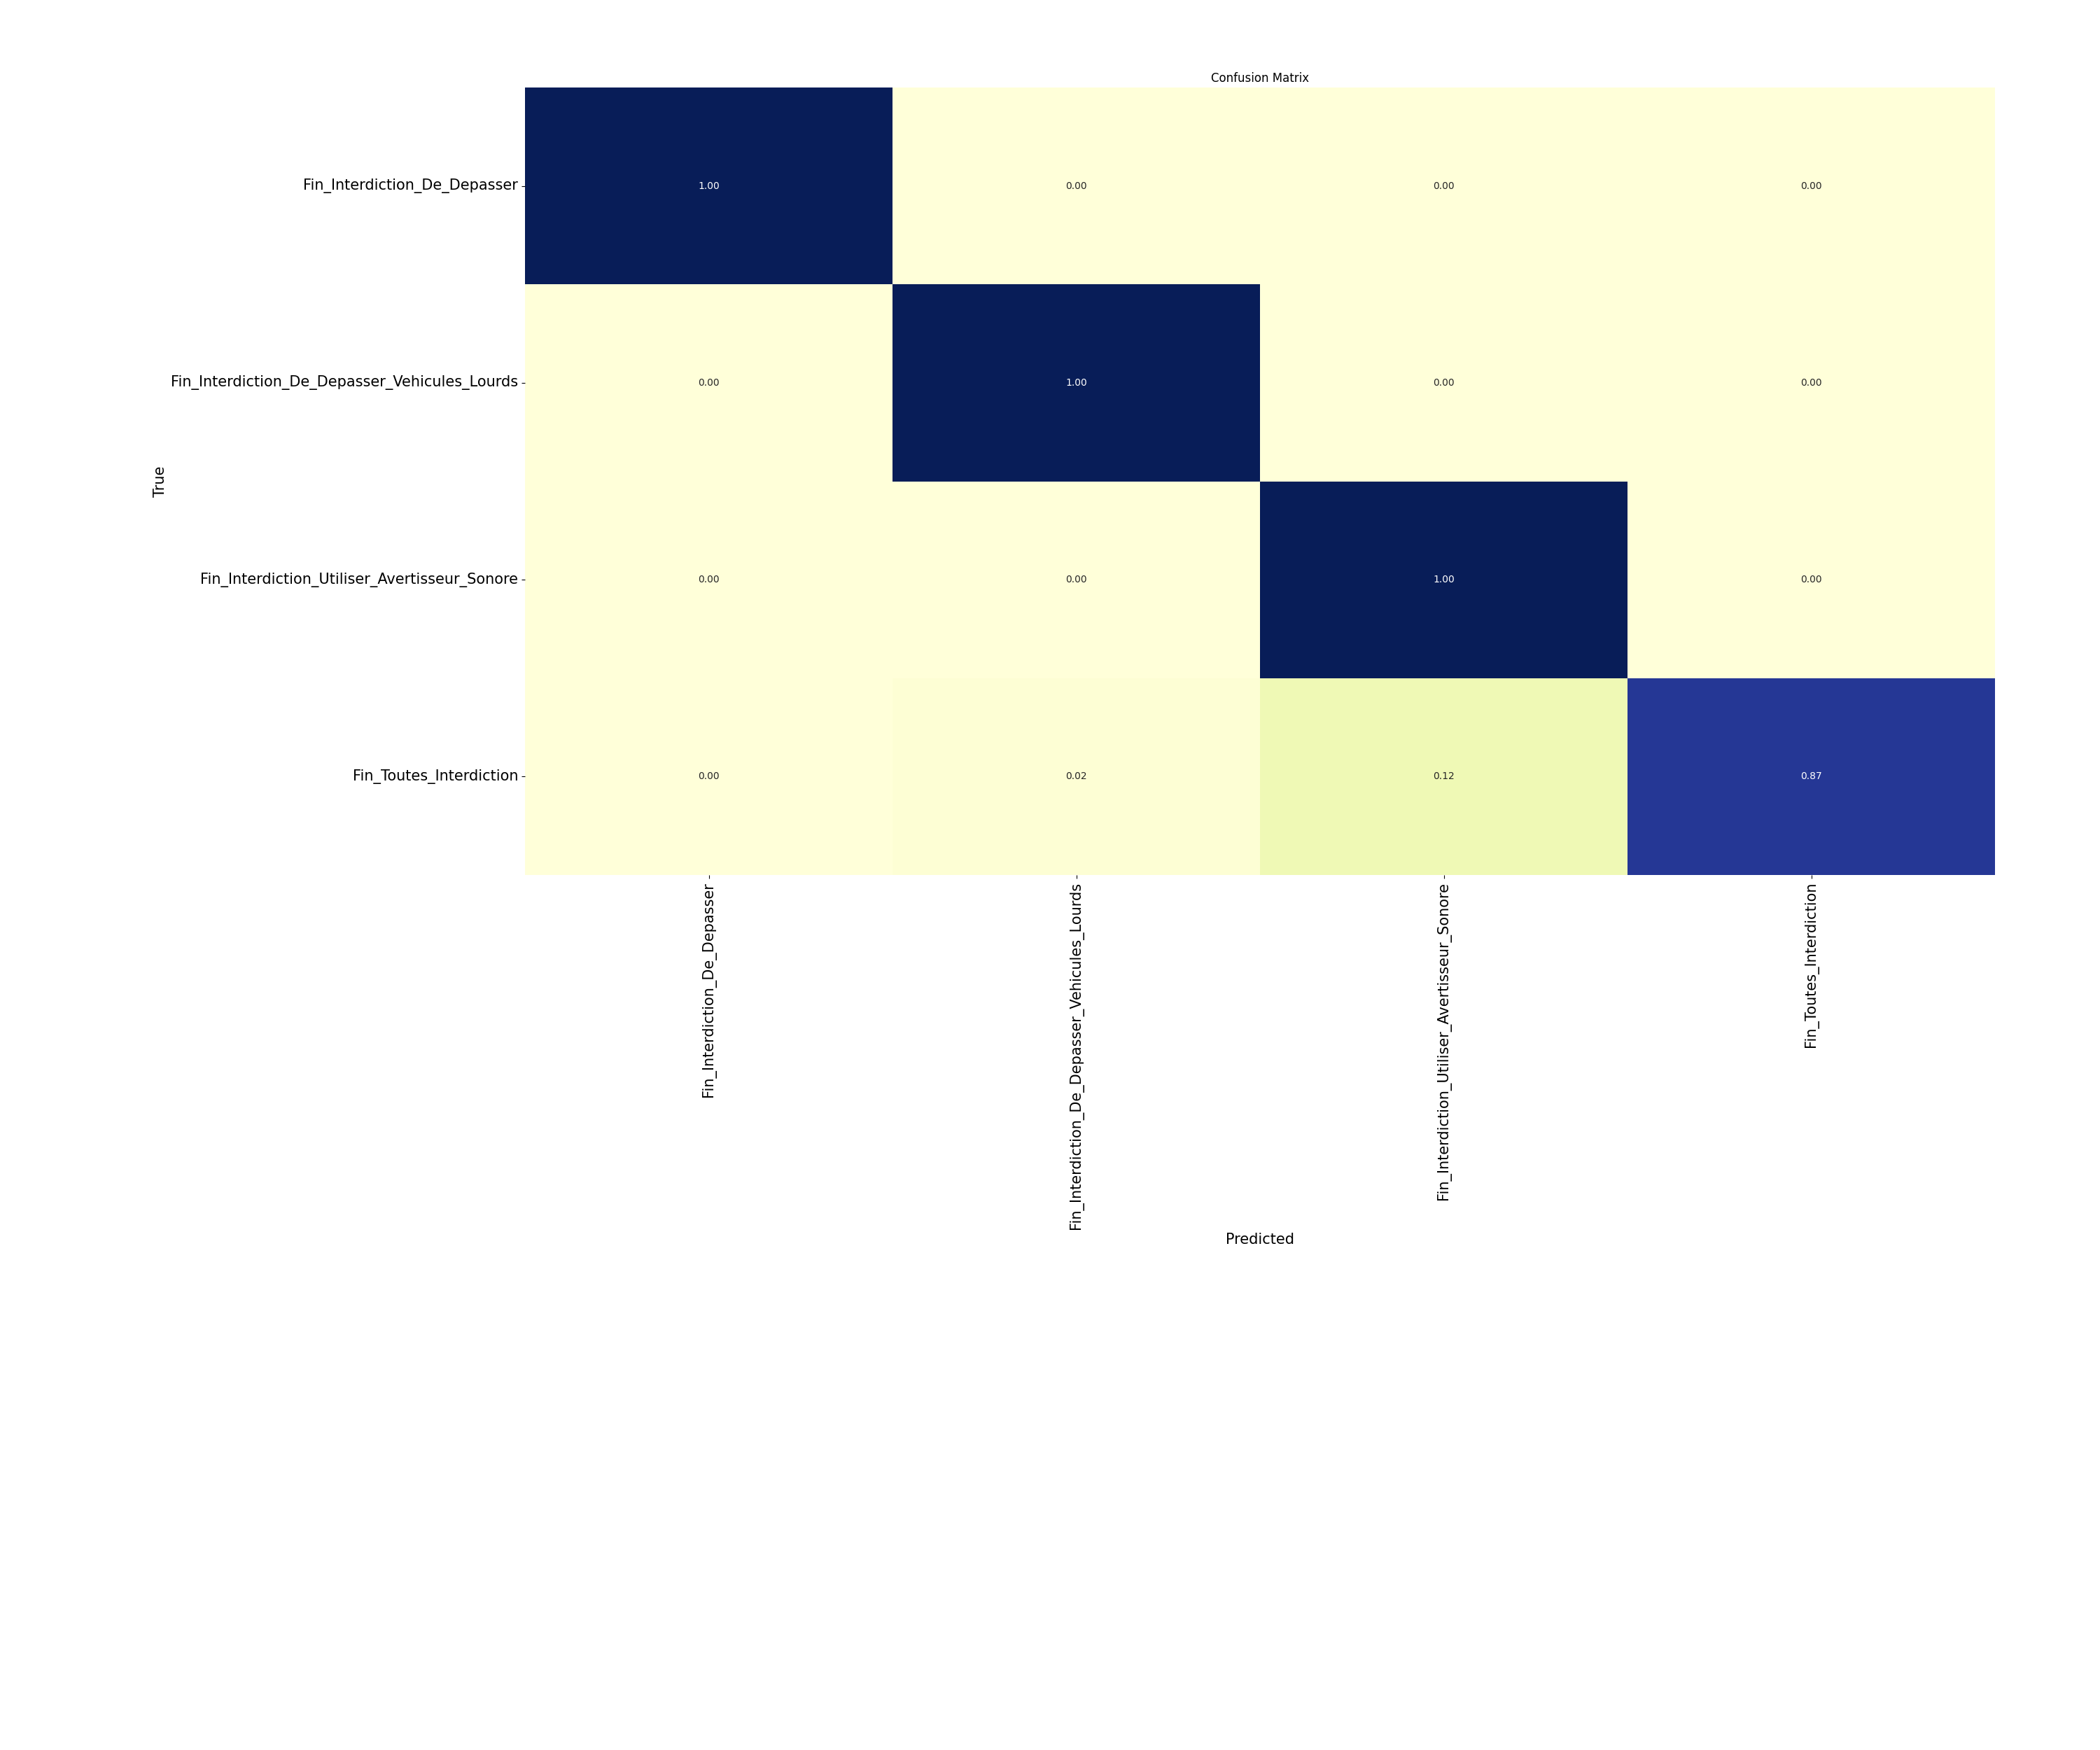 Confusion Matrix
Fin_Interdiction_De_Depasser
1.00 0.00 0.00 0.00
Fin_Interdiction_De_Depasser_Vehicules_Lourds
0.00 1.00 0.00 0.00
True
Fin_Interdiction_Utiliser_Avertisseur_Sonore
0.00 0.00 1.00 0.00
Fin_Toutes_Interdiction
0.00 0.02 0.12 0.87
Fin_Interdiction_De_Depasser
Fin_Interdiction_De_Depasser_Vehicules_Lourds
Fin_Interdiction_Utiliser_Avertisseur_Sonore
Fin_Toutes_Interdiction
Predicted